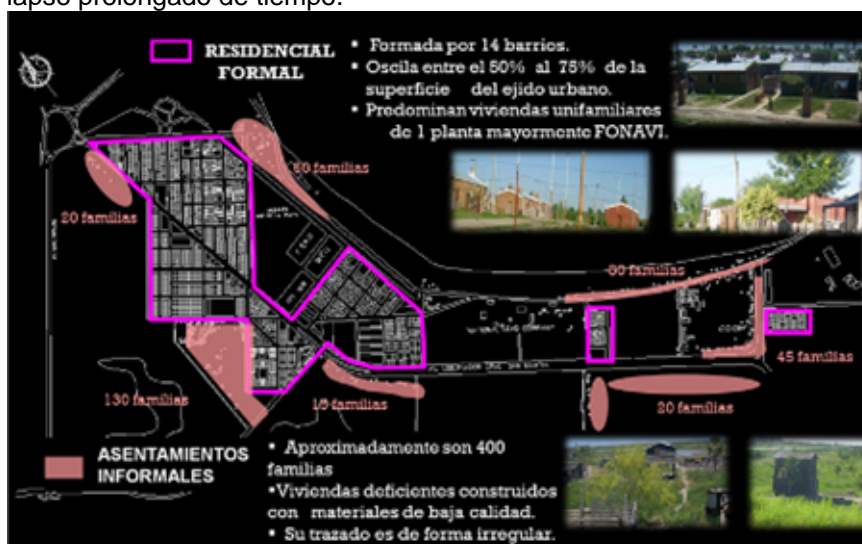 lapso prolongado de tiempo.
RESIDENCIAL
FORMAL
• Formada por 14 barrios.
• Oscila entre el 50% al 75% de la
superficie del ejido urbano.
• Predominan viviendas unifamiliares
de 1 planta mayormente FONAVI.
20 familias
60 familias
130 familias
15 familias
20 familias
45 familias
ASENTAMIENTOS
INFORMALES
• Aproximadamente son 400
familias
•Viviendas deficientes construidos
con materiales de baja calidad.
• Su trazado es de forma irregular.